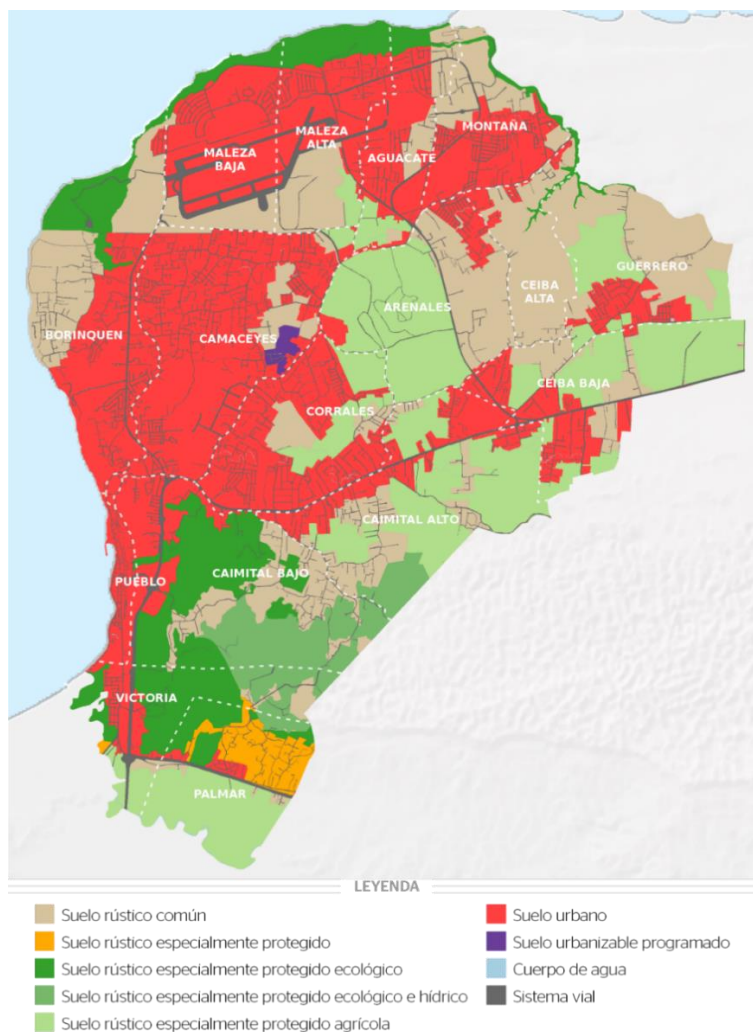 MALEZA
BAJA
MALEZA
ALTA
AGUACATE
MONTAÑA
GUERRERO
CEIBA
ALTA
ARENALES
BORINQUEN
CAMACEYES
CEIBA BAJA
CORRALES
CAIMITAL ALTO
PUEBLO
CAIMITAL BAJO
VICTORIA
PALMAR
LEYENDA
Suelo rústico común
Suelo rústico especialmente protegido
Suelo rústico especialmente protegido ecológico
Suelo rústico especialmente protegido ecológico e hídrico
Suelo rústico especialmente protegido agrícola
Suelo urbano
Suelo urbanizable programado
Cuerpo de agua
Sistema vial